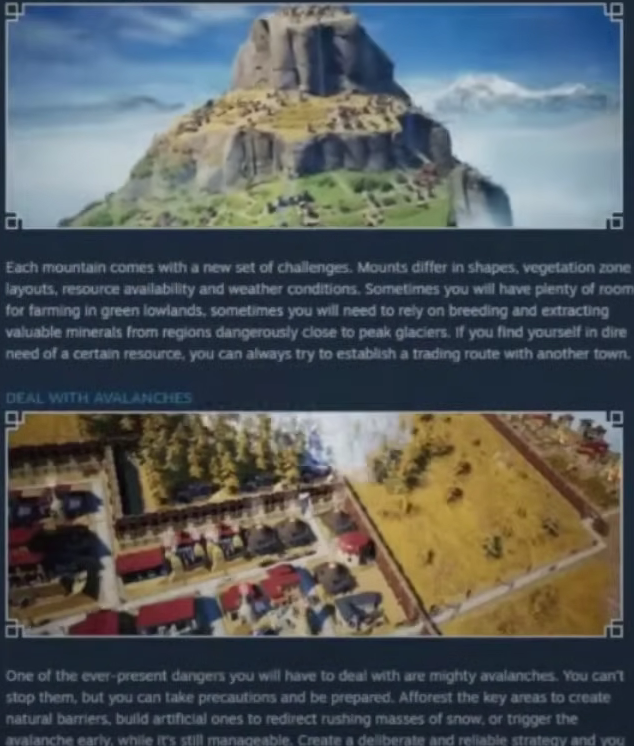 Each mountain comes with a new set of challenges. Mounts differ in shapes, vegetation zone
layouts, resource availability and weather conditions. Sometimes you will have plenty of room
for farming in green lowlands, sometimes you will need to rely on breeding and extracting
valuable minerals from regions dangerously close to peak glaciers. If you find yourself in dire
need of a certain resource, you can always try to establish a trading route with another town.
DEAL WITH AVALANCHES
One of the ever-present dangers you will have to deal with are mighty avalanches. You can't
stop them, but you can take precautions and be prepared. Afforest the key areas to create
natural barriers, build artificial ones to redirect rushing masses of snow, or trigger the
avalanche early, while it's still manageable. Create a deliberate and reliable strategy and you